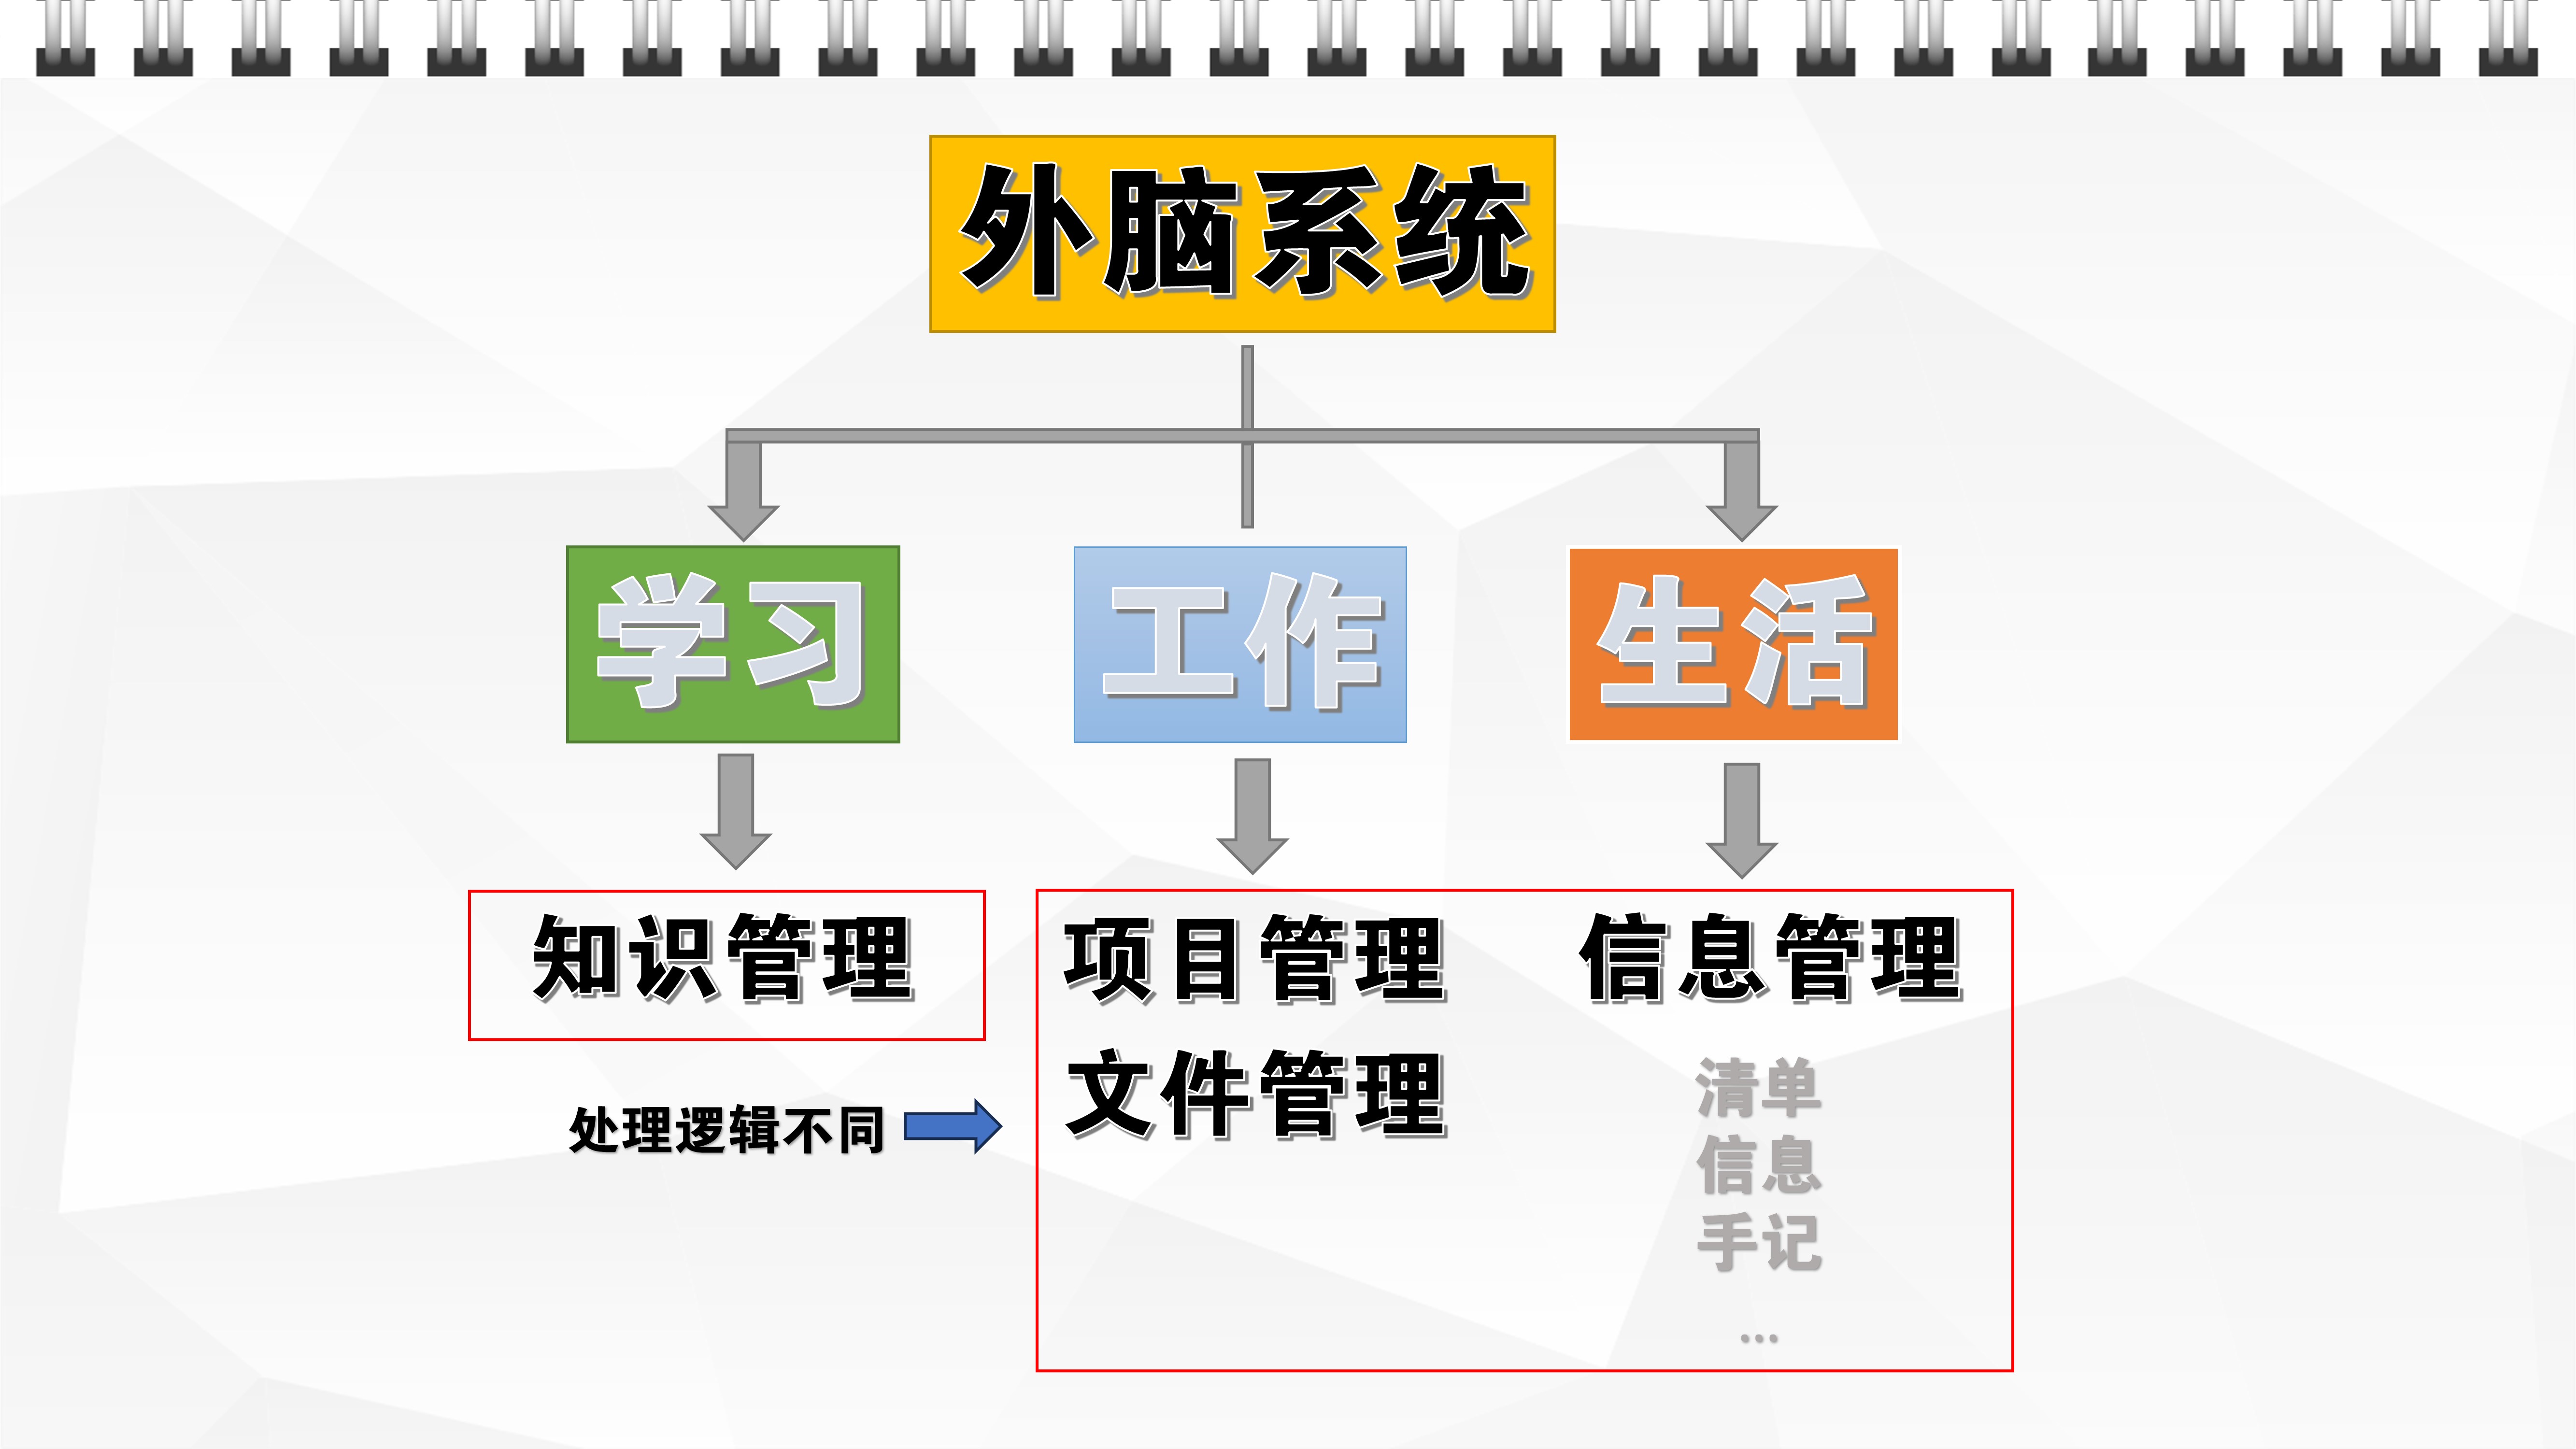 外脑系统
学习
工作
生活
知识管理
项目管理
文件管理
信息管理
清单
信息
手记
...
处理逻辑不同